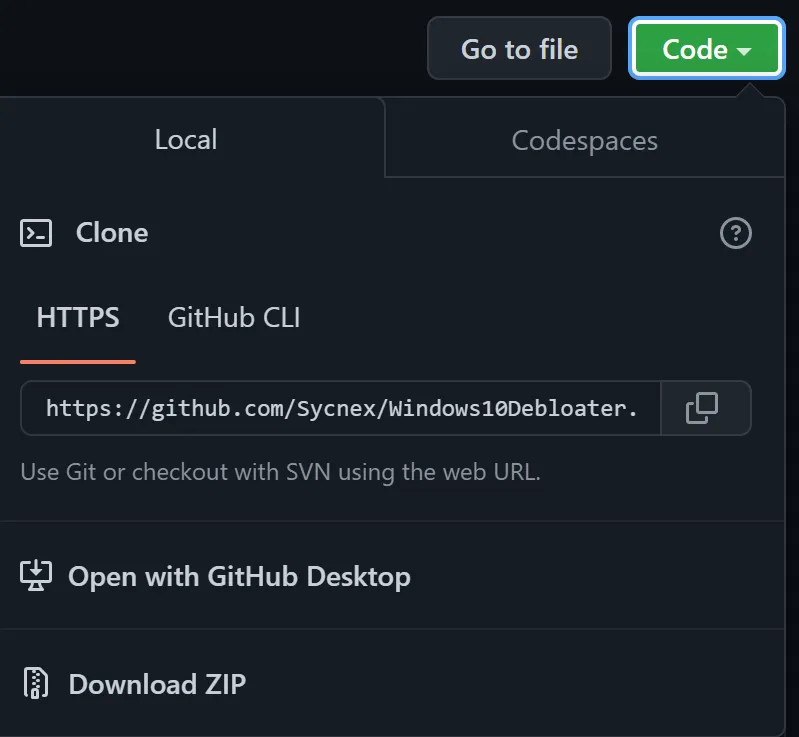 Go to file
Code
Local
Codespaces
Clone
HTTPS
GitHub CLI
https://github.com/Sycnex/Windows10Debloater.
Use Git or checkout with SVN using the web URL.
Open with GitHub Desktop
Download ZIP